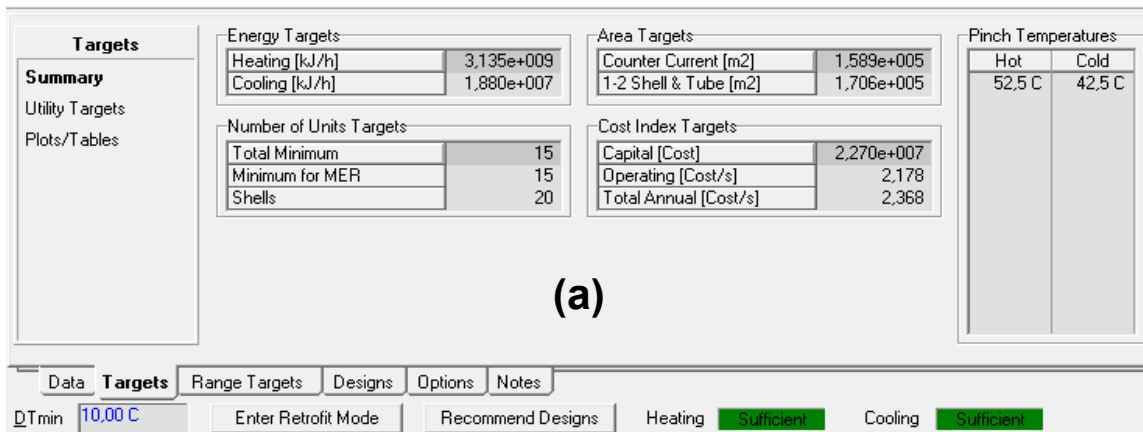 Targets
Summary
Utility Targets
Plots/Tables
Energy Targets
Heating [kJ/h] 3,135e+009
Cooling [kJ/h] 1,880e+007
Area Targets
Counter Current [m2] 1,589e+005
1-2 Shell & Tube [m2] 1,706e+005
Pinch Temperatures
Hot Cold
52,5 C 42,5 C
Number of Units Targets
Total Minimum 15
Minimum for MER 15
Shells 20
Cost Index Targets
Capital [Cost] 2,270e+007
Operating [Cost/s] 2,178
Total Annual [Cost/s] 2,368
(a)
Data Targets Range Targets Designs Options Notes
DTmin 10,00 C Enter Retrofit Mode Recommend Designs Heating Sufficient Cooling Sufficient